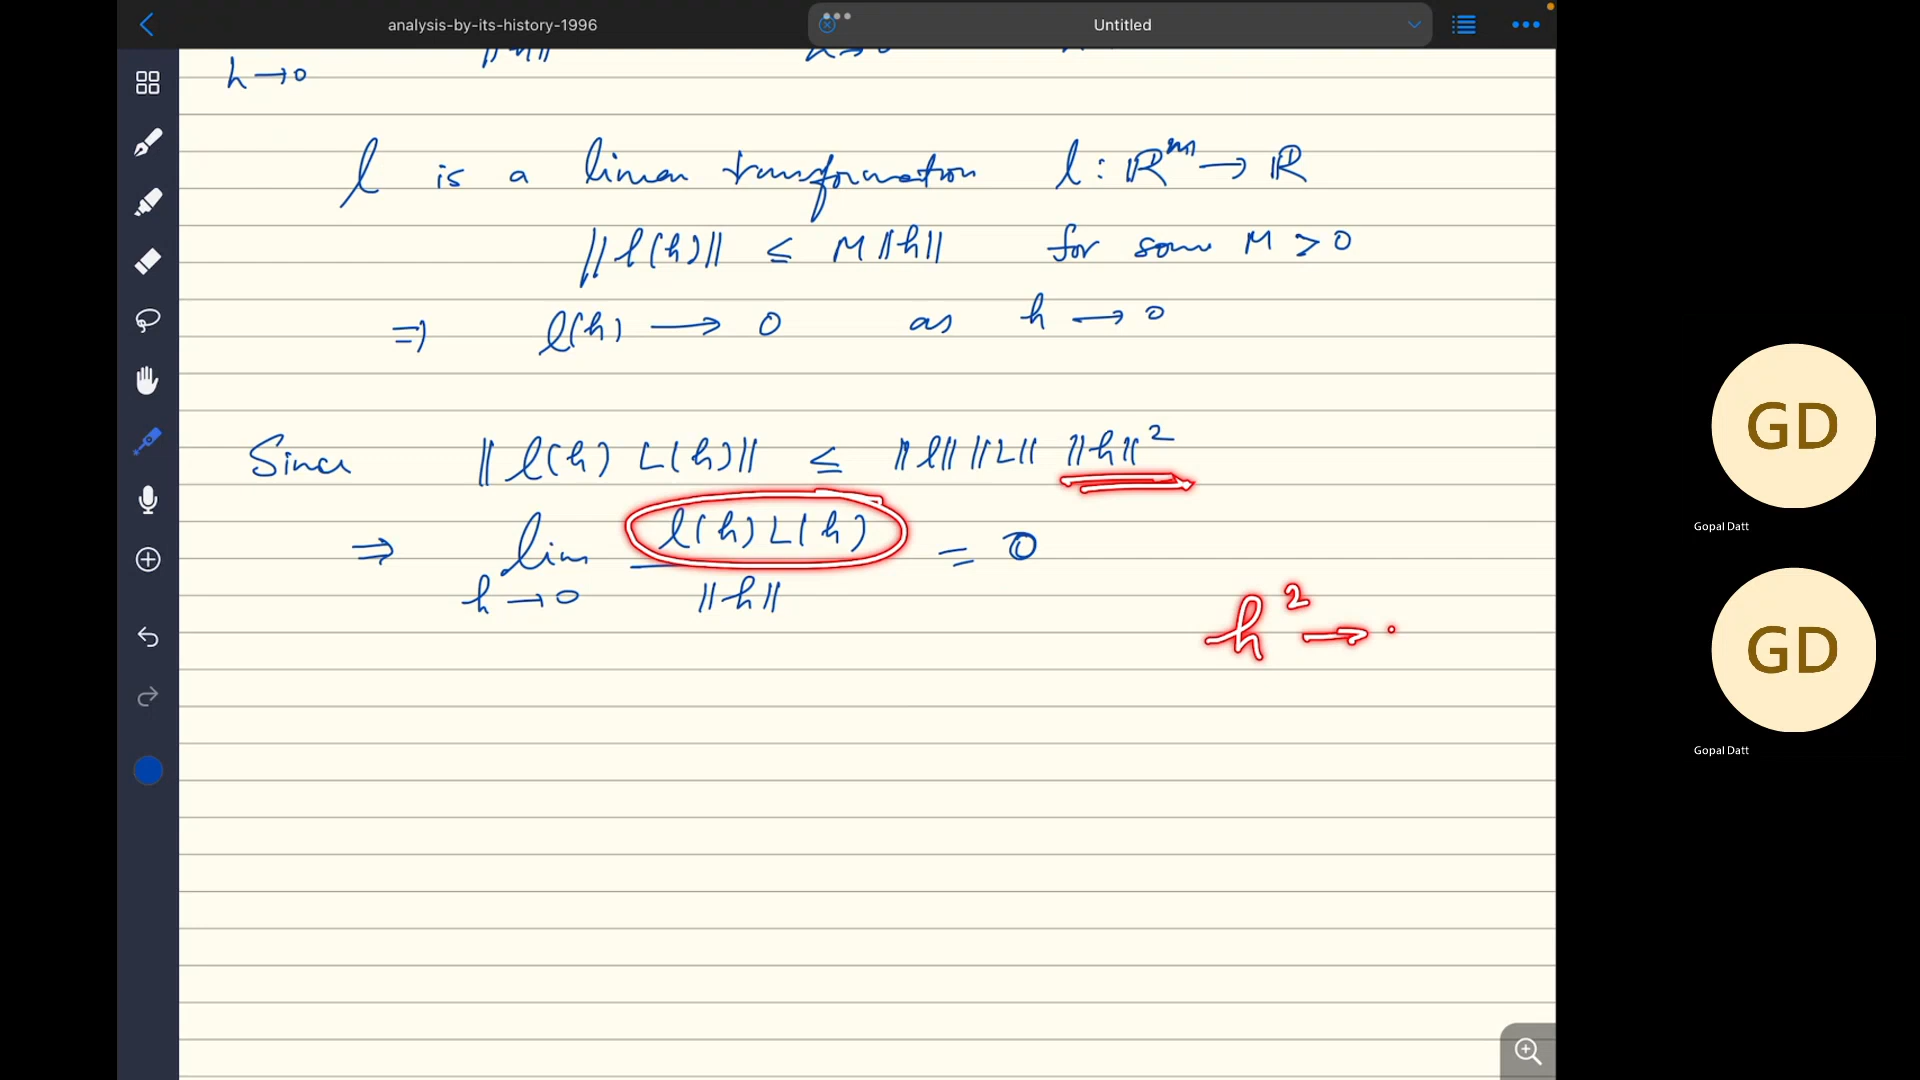 analysis-by-its-history-1996
Untitled
h → 0
l is a linear transformation l : ℝᵐ → ℝ
||l(h)|| ≤ M ||h|| for some M > 0
⇒ l(h) → 0 as h → 0
Since ||l(h) L(h)|| ≤ ||l|| ||L|| ||h||²
⇒ lim h → 0 l(h) L(h) / ||h|| = 0
h² →
GD
Gopal Datt
GD
Gopal Datt